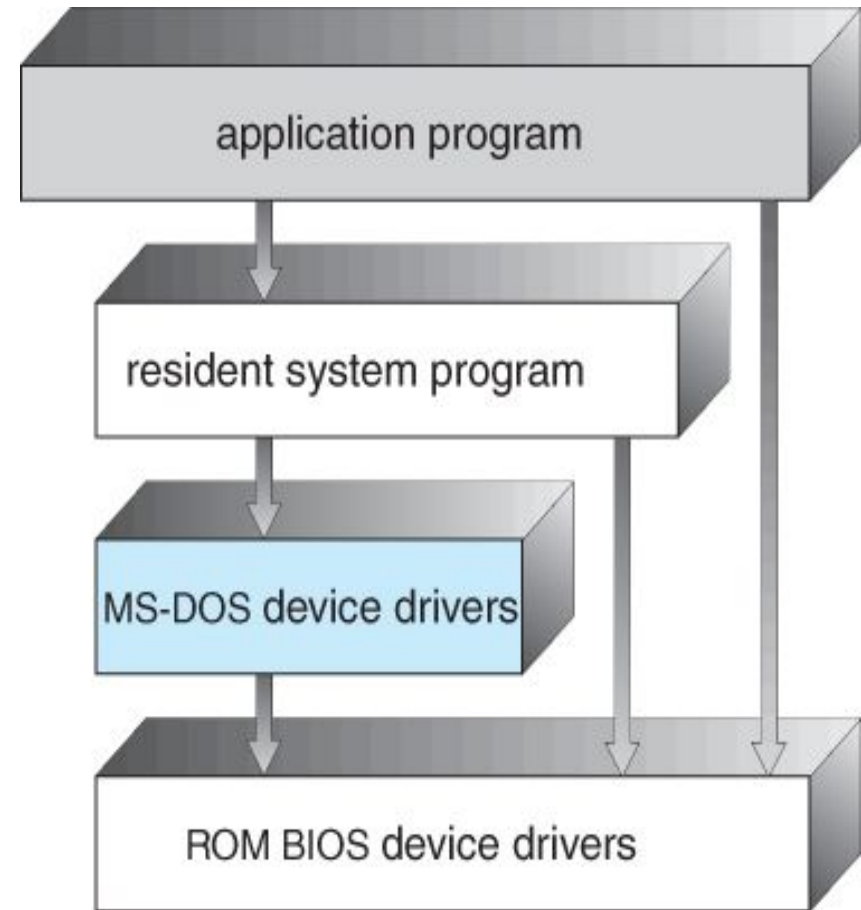 application program
resident system program
MS-DOS device drivers
ROM BIOS device drivers